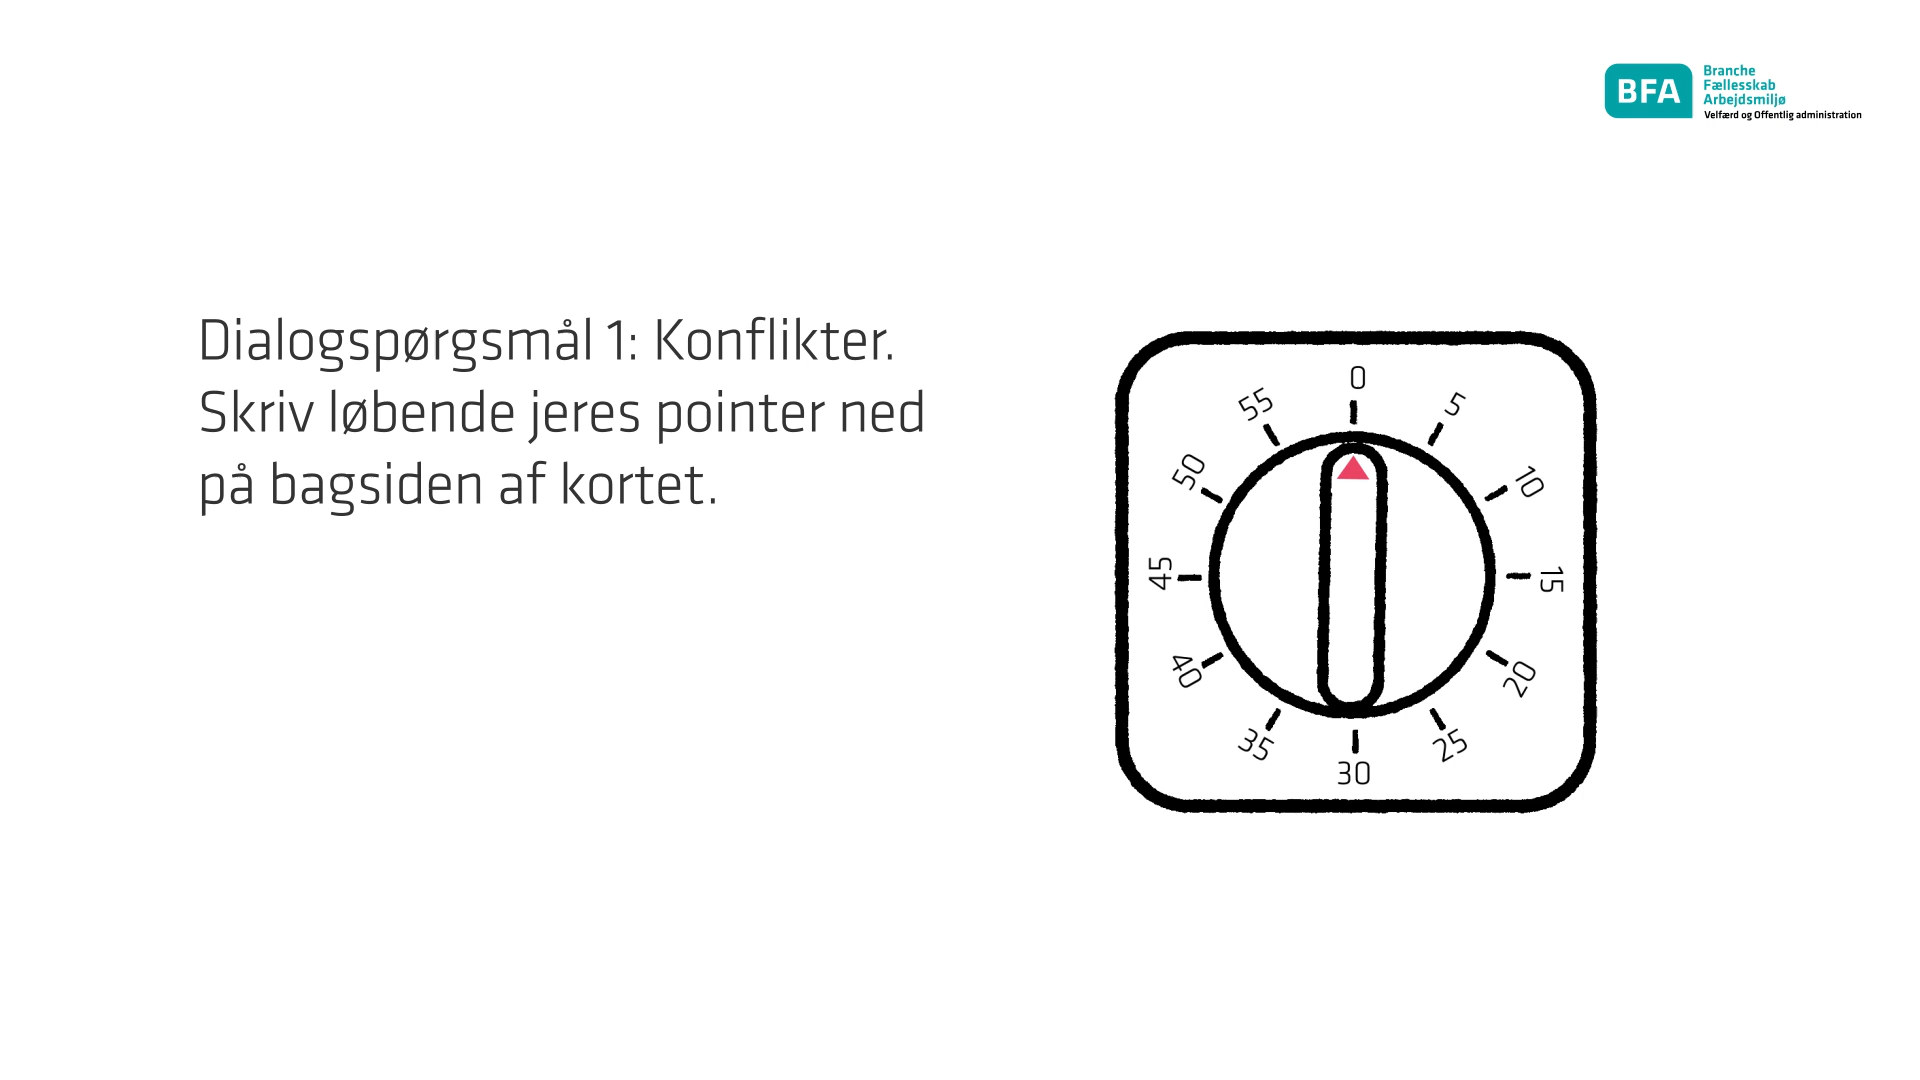 BFA
Branche
Fællesskab
Arbejdsmiljø
Velfærd og Offentlig administration
Dialogspørgsmål 1: Konflikter.
Skriv løbende jeres pointer ned
på bagsiden af kortet.
0
5
10
15
20
25
30
35
40
45
50
55